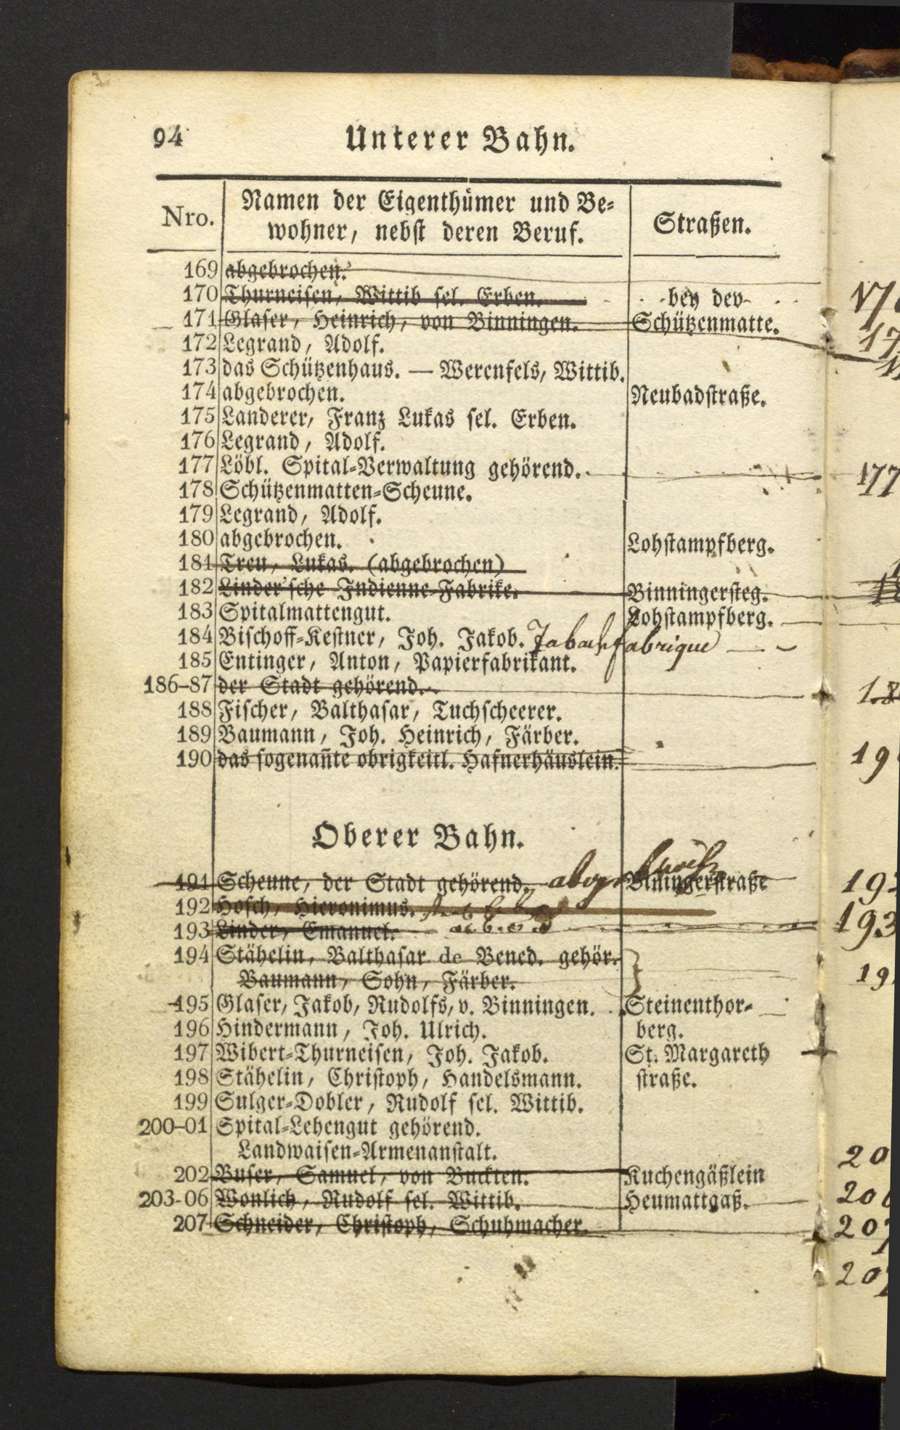 94 Unterer Bahn.
Nro. Namen der Eigenthümer und Be-
wohner, nebst deren Beruf. Straßen.
169 abgebrochen.
170 Thurneisen, Wittib sel. Erben. bey der
171 Glaser, Heinrich, von Binningen. Schützenmatte.
172 Legrand, Adolf.
173 das Schützenhaus. — Werenfels, Wittib.
174 abgebrochen. Neubadstraße.
175 Landerer, Franz Lukas sel. Erben.
176 Legrand, Adolf.
177 Löbl. Spital-Verwaltung gehörend.
178 Schützenmatten-Scheune.
179 Legrand, Adolf.
180 abgebrochen. Lohstampfberg.
181 Treu, Lukas. (abgebrochen)
182 Linder'sche Indienne-Fabrike. Binningersteg.
183 Spitalmattengut. Lohstampfberg.
184 Bischoff-Kestner, Joh. Jakob. Tabackfabrique
185 Entinger, Anton, Papierfabrikant.
186-87 der Stadt gehörend.
188 Fischer, Balthasar, Tuchscheerer.
189 Baumann, Joh. Heinrich, Färber.
190 das sogenañte obrigkeitl. Hafnerhäuslein.
Oberer Bahn.
191 Scheune, der Stadt gehörend. Binningerstraße
192 Hosch, Hieronimus.
193 Linder, Emanuel.
194 Stähelin, Balthasar de Bened. gehör.
Baumann, Sohn, Färber.
195 Glaser, Jakob, Rudolfs, v. Binningen. Steinenthor-
196 Hindermann, Joh. Ulrich. berg.
197 Wibert-Thurneisen, Joh. Jakob. St. Margareth
198 Stähelin, Christoph, Handelsmann. straße.
199 Sulger-Dobler, Rudolf sel. Wittib.
200-01 Spital-Lehengut gehörend.
Landwaisen-Armenanstalt.
202 Buser, Samuel, von Buckten. Kuchengäßlein
203-06 Wonlich, Rudolf sel. Wittib. Heumattgaß.
207 Schneider, Christoph, Schuhmacher.